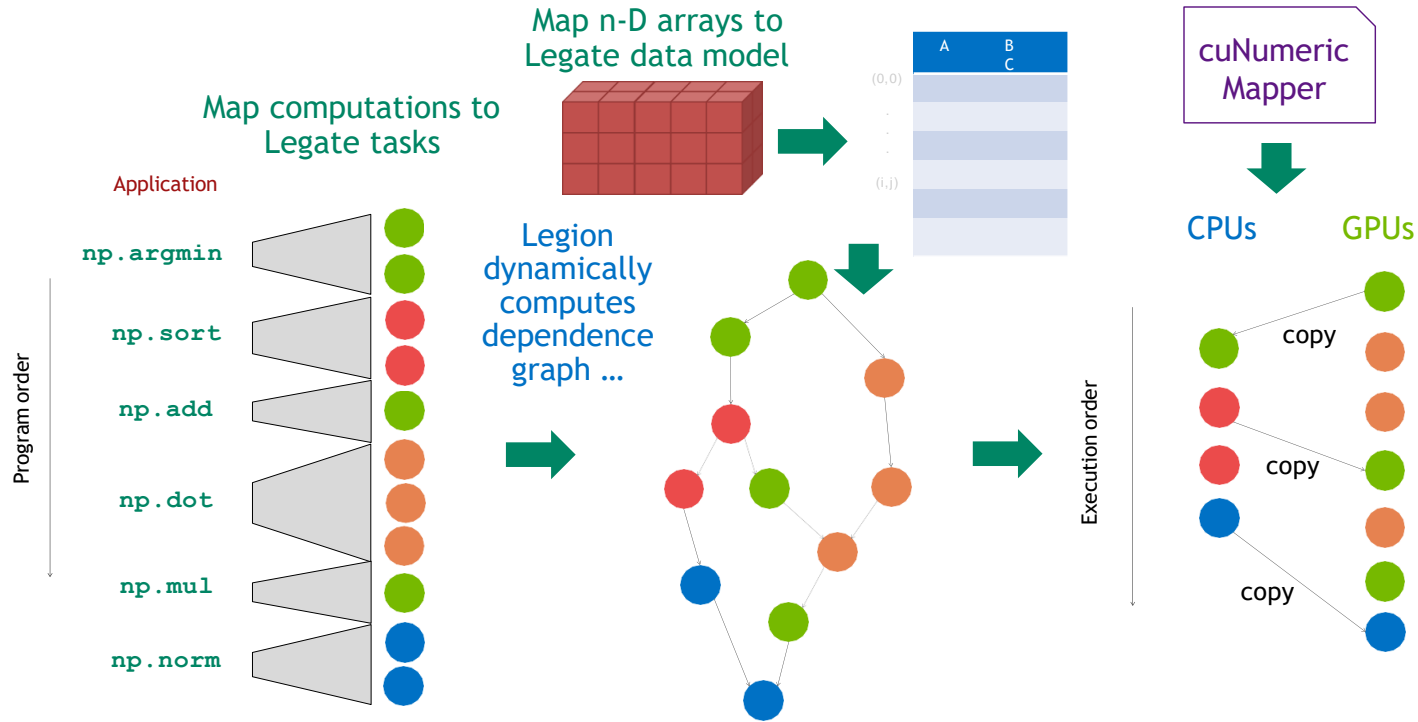 Map n-D arrays to
Legate data model
A
B
C
(0,0)
.
.
.
(i,j)
cuNumeric
Mapper
Map computations to
Legate tasks
Application
np.argmin
np.sort
np.add
np.dot
np.mul
np.norm
Program order
Legion
dynamically
computes
dependence
graph …
CPUs
GPUs
copy
copy
copy
Execution order